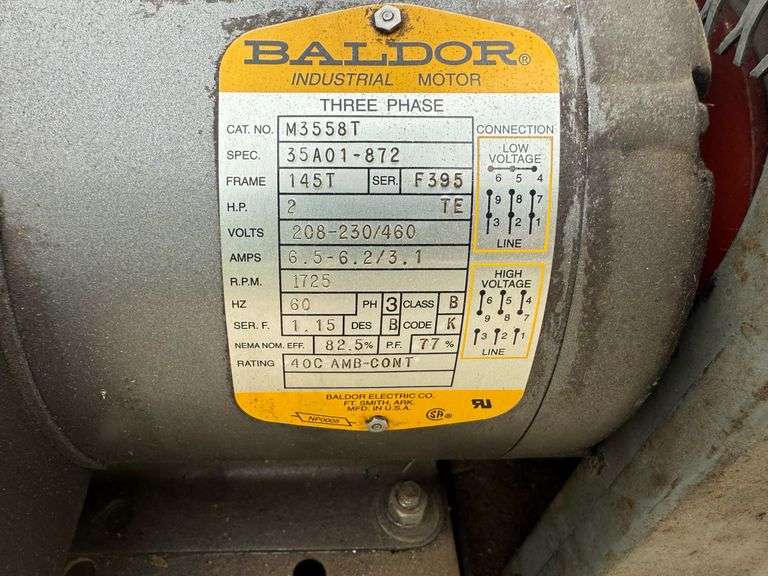 BALDOR®
INDUSTRIAL MOTOR
THREE PHASE
CAT. NO. M3558T
SPEC. 35A01-872
FRAME 145T SER. F395
H.P. 2 TE
VOLTS 208-230/460
AMPS 6.5-6.2/3.1
R.P.M. 1725
HZ 60 PH 3 CLASS B
SER. F. 1.15 DES B CODE K
NEMA NOM. EFF. 82.5% P.F. 77%
RATING 40C AMB-CONT
CONNECTION
LOW
VOLTAGE
6 5 4
9 8 7
3 2 1
LINE
HIGH
VOLTAGE
6 5 4
9 8 7
3 2 1
LINE
BALDOR ELECTRIC CO.
FT. SMITH, ARK.
MFD. IN U.S.A.
NP0008